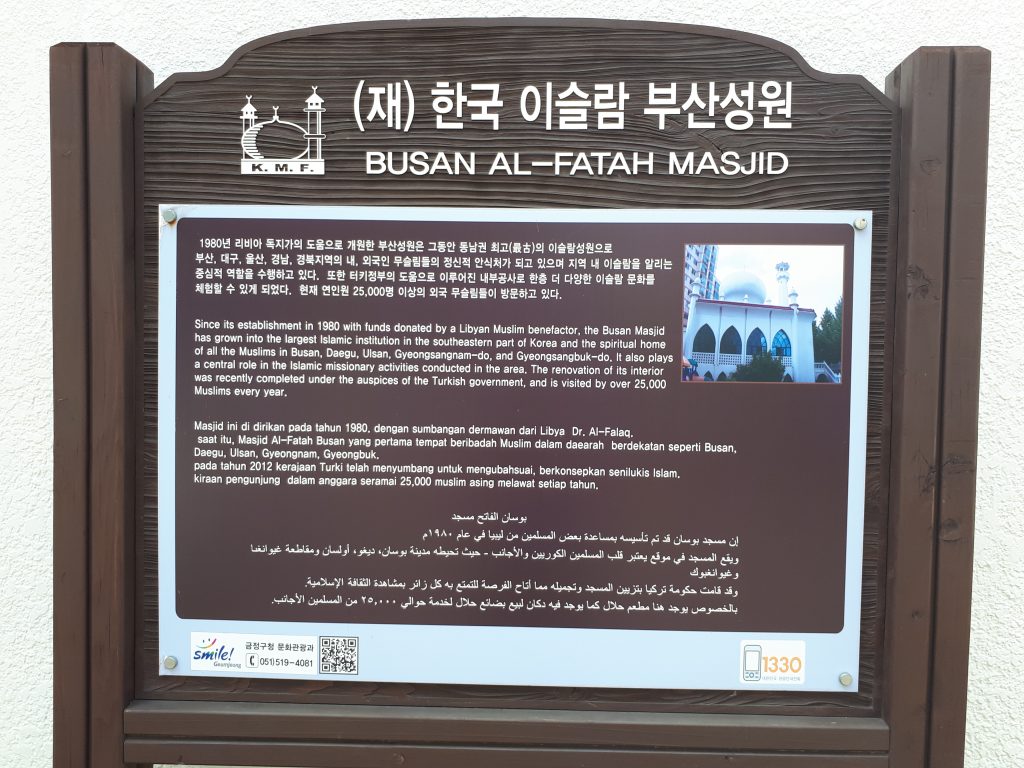 (재) 한국 이슬람 부산성원
K. M. F.
BUSAN AL-FATAH MASJID
1980년 리비아 독지가의 도움으로 개원한 부산성원은 그동안 동남권 최고(最古)의 이슬람성원으로
부산, 대구, 울산, 경남, 경북지역의 내, 외국인 무슬림들의 정신적 안식처가 되고 있으며 지역 내 이슬람을 알리는
중심적 역할을 수행하고 있다. 또한 터키정부의 도움으로 이루어진 내부공사로 한층 더 다양한 이슬람 문화를
체험할 수 있게 되었다. 현재 연인원 25,000명 이상의 외국 무슬림들이 방문하고 있다.
Since its establishment in 1980 with funds donated by a Libyan Muslim benefactor, the Busan Masjid
has grown into the largest Islamic institution in the southeastern part of Korea and the spiritual home
of all the Muslims in Busan, Daegu, Ulsan, Gyeongsangnam-do, and Gyeongsangbuk-do. It also plays
a central role in the Islamic missionary activities conducted in the area. The renovation of its interior
was recently completed under the auspices of the Turkish government, and is visited by over 25,000
Muslims every year.
Masjid ini di dirikan pada tahun 1980, dengan sumbangan dermawan dari Libya Dr. Al-Falaq.
saat itu, Masjid Al-Fatah Busan yang pertama tempat beribadah Muslim dalam daearah berdekatan seperti Busan,
Daegu, Ulsan, Gyeongnam, Gyeongbuk.
pada tahun 2012 kerajaan Turki telah menyumbang untuk mengubahsuai, berkonsepkan senilukis Islam.
kiraan pengunjung dalam anggara seramai 25,000 muslim asing melawat setiap tahun.
بوسان الفاتح مسجد
إن مسجد بوسان قد تم تأسيسه بمساعدة بعض المسلمين من ليبيا في عام ١٩٨٠م
ويقع المسجد في موقع يعتبر قلب المسلمين الكوريين والأجانب - حيث تحيطه مدينة بوسان، ديغو، أولسان ومقاطعة غيوانغنا
وغيوانغبوك
وقد قامت حكومة تركيا بتزيين المسجد وتجميله مما أتاح الفرصة للتمتع به كل زائر بمشاهدة الثقافة الإسلامية.
بالخصوص يوجد هنا مطعم حلال كما يوجد فيه دكان لبيع بضائع حلال لخدمة حوالي ٢٥,٠٠٠ من المسلمين الأجانب.
smile!
Geumjeong
금정구청 문화관광과
051)519-4081
1330